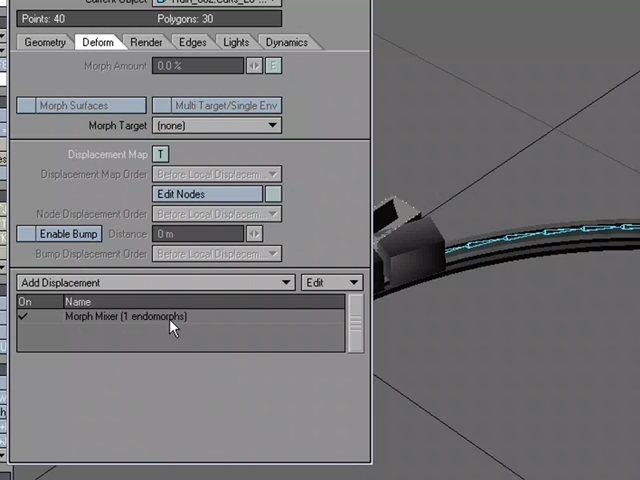 Current Object
Points: 40 Polygons: 30
Geometry Deform Render Edges Lights Dynamics
Morph Amount 0.0 % E
Morph Surfaces Multi Target/Single Env
Morph Target (none)
Displacement Map T
Displacement Map Order Before Local Displacem...
Edit Nodes
Node Displacement Order Before Local Displacem...
Enable Bump Distance 0 m
Bump Displacement Order Before Local Displacem...
Add Displacement Edit
On Name
Morph Mixer (1 endomorphs)